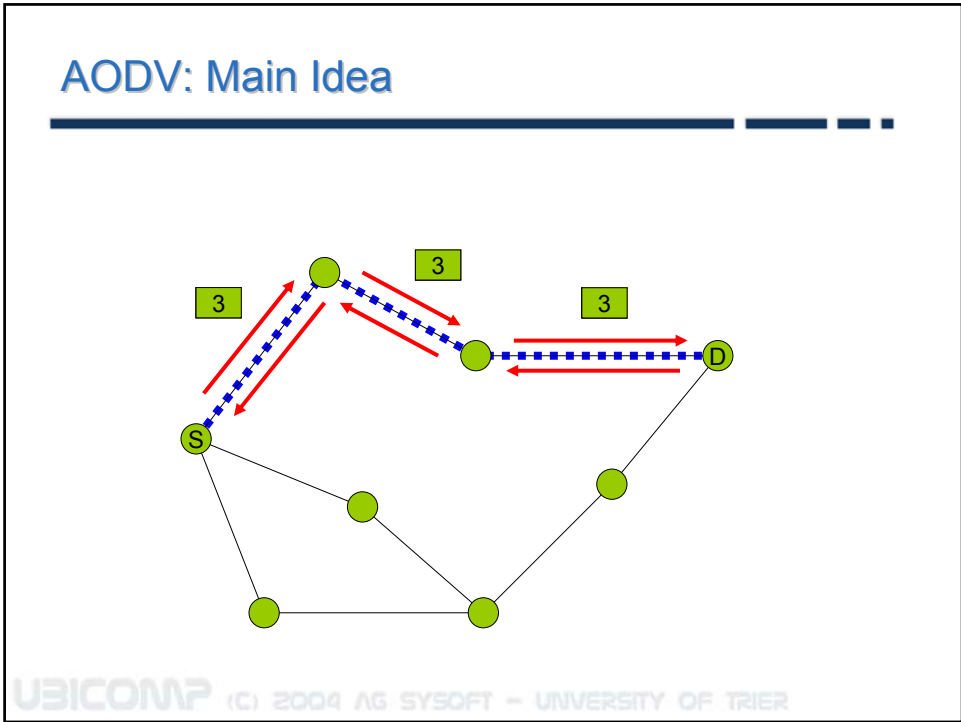 AODV: Main Idea
3
3
3
D
S
UBICOMP (C) 2004 AG SYSOFT – UNIVERSITY OF TRIER